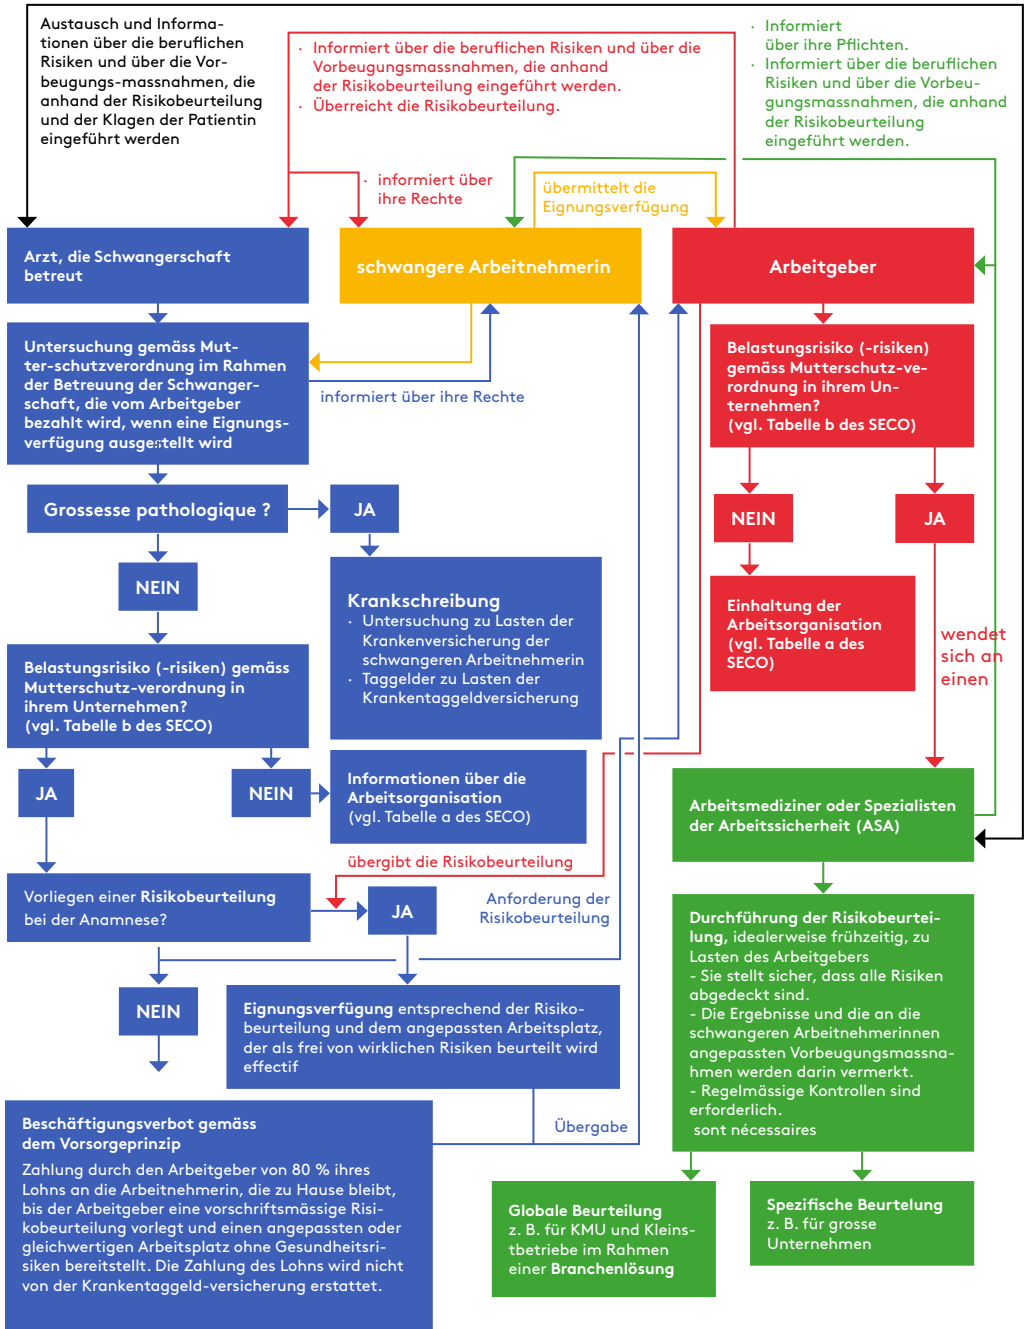 Austausch und Informa-
tionen über die beruflichen
Risiken und über die Vor-
beugungs-massnahmen, die
anhand der Risikobeurteilung
und der Klagen der Patientin
eingeführt werden
· Informiert über die beruflichen Risiken und über die
Vorbeugungsmassnahmen, die anhand
der Risikobeurteilung eingeführt werden.
· Überreicht die Risikobeurteilung.
· Informiert
über ihre Pflichten.
· Informiert über die beruflichen
Risiken und über die Vorbeu-
gungsmassnahmen, die anhand
der Risikobeurteilung
eingeführt werden.
· informiert über
ihre Rechte
übermittelt die
Eignungsverfügung
Arzt, die Schwangerschaft
betreut
schwangere Arbeitnehmerin
Arbeitgeber
Untersuchung gemäss Mut-
ter-schutzverordnung im Rahmen
der Betreuung der Schwanger-
schaft, die vom Arbeitgeber
bezahlt wird, wenn eine Eignungs-
verfügung ausgestellt wird
informiert über ihre Rechte
Belastungsrisiko (-risiken)
gemäss Mutterschutz-ve-
rordnung in ihrem Un-
ternehmen?
(vgl. Tabelle b des SECO)
Grossesse pathologique ?
JA
NEIN
JA
NEIN
Krankschreibung
· Untersuchung zu Lasten der
Krankenversicherung der
schwangeren Arbeitnehmerin
· Taggelder zu Lasten der
Krankentaggeldversicherung
Einhaltung der
Arbeitsorganisation
(vgl. Tabelle a des
SECO)
wendet
sich an
einen
Belastungsrisiko (-risiken) gemäss
Mutterschutz-verordnung in
ihrem Unternehmen?
(vgl. Tabelle b des SECO)
JA
NEIN
Informationen über die
Arbeitsorganisation
(vgl. Tabelle a des SECO)
Arbeitsmediziner oder Spezialisten
der Arbeitssicherheit (ASA)
übergibt die Risikobeurteilung
Vorliegen einer Risikobeurteilung
bei der Anamnese?
JA
Anforderung der
Risikobeurteilung
Durchführung der Risikobeurtei-
lung, idealerweise frühzeitig, zu
Lasten des Arbeitgebers
- Sie stellt sicher, dass alle Risiken
abgedeckt sind.
- Die Ergebnisse und die an die
schwangeren Arbeitnehmerinnen
angepassten Vorbeugungsmassna-
hmen werden darin vermerkt.
- Regelmässige Kontrollen sind
erforderlich.
sont nécessaires
NEIN
Eignungsverfügung entsprechend der Risiko-
beurteilung und dem angepassten Arbeitsplatz,
der als frei von wirklichen Risiken beurteilt wird
effectif
Übergabe
Beschäftigungsverbot gemäss
dem Vorsorgeprinzip
Zahlung durch den Arbeitgeber von 80 % ihres
Lohns an die Arbeitnehmerin, die zu Hause bleibt,
bis der Arbeitgeber eine vorschriftsmässige Risi-
kobeurteilung vorlegt und einen angepassten oder
gleichwertigen Arbeitsplatz ohne Gesundheitsri-
siken bereitstellt. Die Zahlung des Lohns wird nicht
von der Krankentaggeld-versicherung erstattet.
Globale Beurteilung
z. B. für KMU und Kleins-
tbetriebe im Rahmen
einer Branchenlösung
Spezifische Beurtelung
z. B. für grosse
Unternehmen